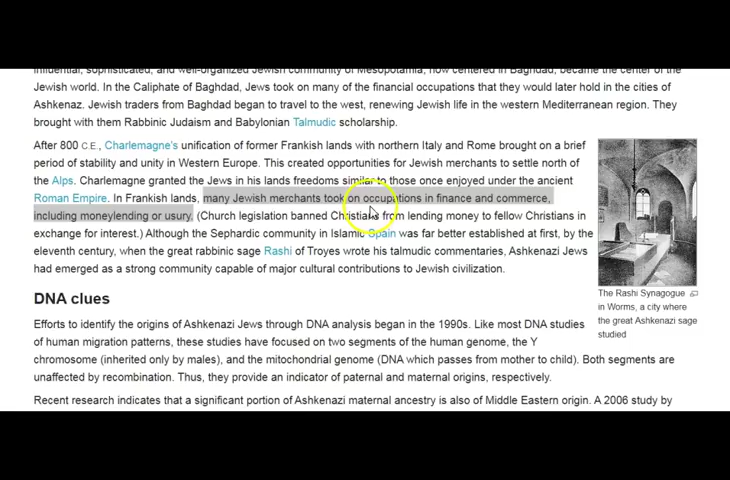 influential, sophisticated, and well-organized Jewish community of Mesopotamia, now centered in Baghdad, became the center of the
Jewish world. In the Caliphate of Baghdad, Jews took on many of the financial occupations that they would later hold in the cities of
Ashkenaz. Jewish traders from Baghdad began to travel to the west, renewing Jewish life in the western Mediterranean region. They
brought with them Rabbinic Judaism and Babylonian Talmudic scholarship.
After 800 C.E., Charlemagne's unification of former Frankish lands with northern Italy and Rome brought on a brief
period of stability and unity in Western Europe. This created opportunities for Jewish merchants to settle north of
the Alps. Charlemagne granted the Jews in his lands freedoms similar to those once enjoyed under the ancient
Roman Empire. In Frankish lands, many Jewish merchants took on occupations in finance and commerce,
including moneylending or usury. (Church legislation banned Christians from lending money to fellow Christians in
exchange for interest.) Although the Sephardic community in Islamic Spain was far better established at first, by the
eleventh century, when the great rabbinic sage Rashi of Troyes wrote his talmudic commentaries, Ashkenazi Jews
had emerged as a strong community capable of major cultural contributions to Jewish civilization.
The Rashi Synagogue
in Worms, a city where
the great Ashkenazi sage
studied
DNA clues
Efforts to identify the origins of Ashkenazi Jews through DNA analysis began in the 1990s. Like most DNA studies
of human migration patterns, these studies have focused on two segments of the human genome, the Y
chromosome (inherited only by males), and the mitochondrial genome (DNA which passes from mother to child). Both segments are
unaffected by recombination. Thus, they provide an indicator of paternal and maternal origins, respectively.
Recent research indicates that a significant portion of Ashkenazi maternal ancestry is also of Middle Eastern origin. A 2006 study by